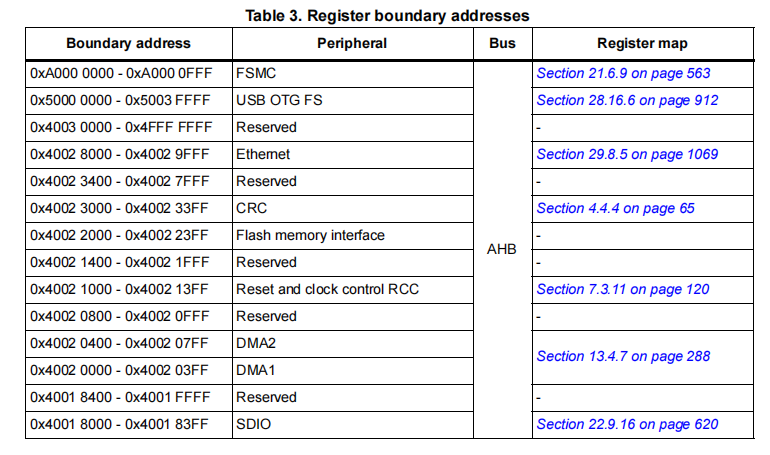 Table 3. Register boundary addresses
Boundary address Peripheral Bus Register map
0xA000 0000 - 0xA000 0FFF FSMC Section 21.6.9 on page 563
0x5000 0000 - 0x5003 FFFF USB OTG FS Section 28.16.6 on page 912
0x4003 0000 - 0x4FFF FFFF Reserved -
0x4002 8000 - 0x4002 9FFF Ethernet Section 29.8.5 on page 1069
0x4002 3400 - 0x4002 7FFF Reserved -
0x4002 3000 - 0x4002 33FF CRC Section 4.4.4 on page 65
0x4002 2000 - 0x4002 23FF Flash memory interface -
AHB
0x4002 1400 - 0x4002 1FFF Reserved -
0x4002 1000 - 0x4002 13FF Reset and clock control RCC Section 7.3.11 on page 120
0x4002 0800 - 0x4002 0FFF Reserved -
0x4002 0400 - 0x4002 07FF DMA2
Section 13.4.7 on page 288
0x4002 0000 - 0x4002 03FF DMA1
0x4001 8400 - 0x4001 FFFF Reserved -
0x4001 8000 - 0x4001 83FF SDIO Section 22.9.16 on page 620